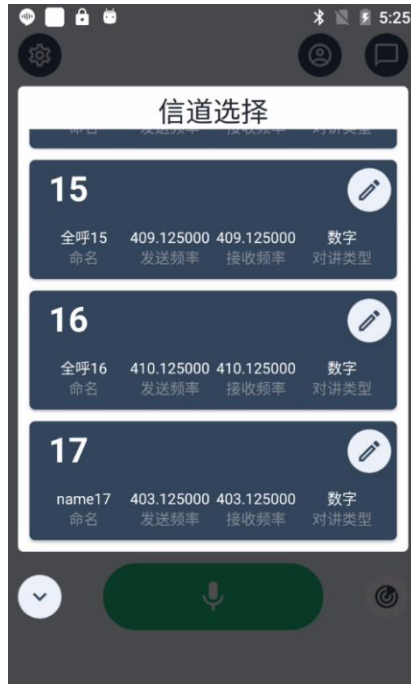 5:25
信道选择
15
全呼15 409.125000 409.125000 数字
命名 发送频率 接收频率 对讲类型
16
全呼16 410.125000 410.125000 数字
命名 发送频率 接收频率 对讲类型
17
name17 403.125000 403.125000 数字
命名 发送频率 接收频率 对讲类型